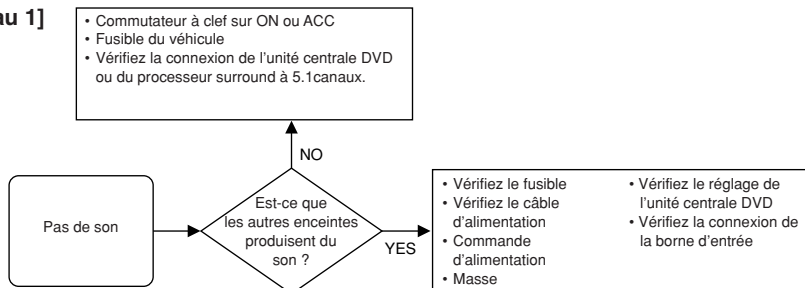 au 1]
• Commutateur à clef sur ON ou ACC
• Fusible du véhicule
• Vérifiez la connexion de l'unité centrale DVD
ou du processeur surround à 5.1canaux.
NO
Pas de son
Est-ce que
les autres enceintes
produisent du
son ?
YES
• Vérifiez le fusible
• Vérifiez le câble
d'alimentation
• Commande
d'alimentation
• Masse
• Vérifiez le réglage de
l'unité centrale DVD
• Vérifiez la connexion de
la borne d'entrée